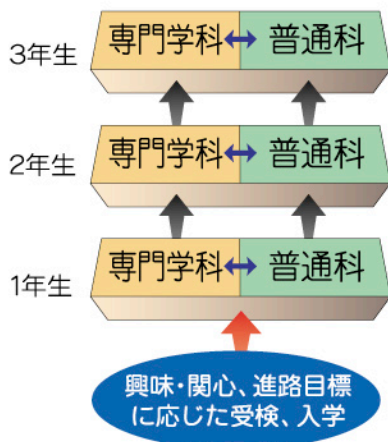 3年生
専門学科↔普通科
2年生
専門学科↔普通科
1年生
専門学科↔普通科
興味・関心、進路目標
に応じた受検、入学